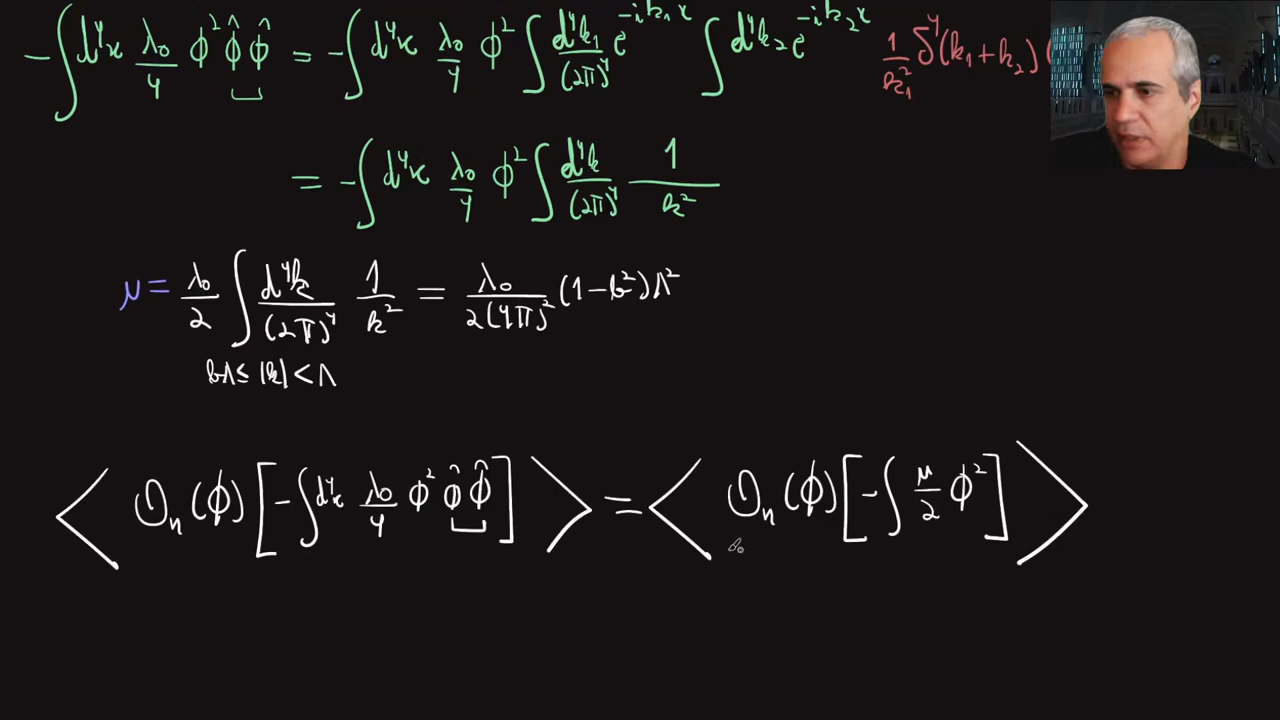 -∫d⁴x λ₀/4 ϕ² ϕ̂ ϕ̂ = -∫d⁴x λ₀/4 ϕ² ∫ d⁴k₁/(2π)⁴ e^{-ik₁x} ∫d⁴k₂ e^{-ik₂x} 1/k₁² δ⁴(k₁+k₂)(
= -∫d⁴x λ₀/4 ϕ² ∫ d⁴k/(2π)⁴ 1/k²
μ = λ₀/2 ∫ d⁴k/(2π)⁴ 1/k² = λ₀/2(4π)² (1-b²)Λ²
bΛ≤|k|<Λ
⟨ O_n(ϕ)[-∫d⁴x λ₀/4 ϕ² ϕ̂ ϕ̂] ⟩ = ⟨ O_n(ϕ)[-∫ μ/2 ϕ²] ⟩